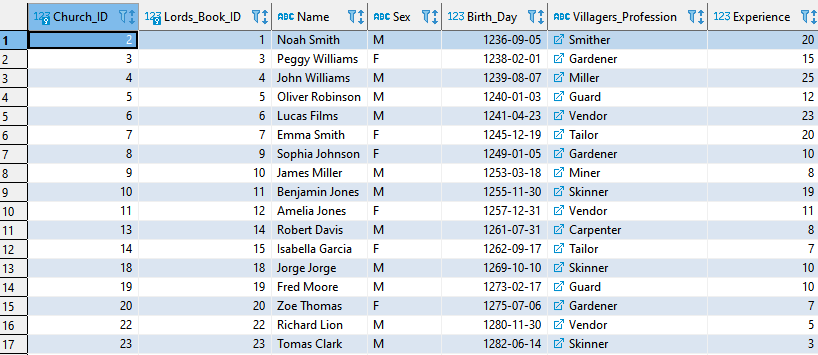 123 Church_ID 123 Lords_Book_ID ABC Name ABC Sex 123 Birth_Day ABC Villagers_Profession 123 Experience
1 2 1 Noah Smith M 1236-09-05 Smither 20
2 3 3 Peggy Williams F 1238-02-01 Gardener 15
3 4 4 John Williams M 1239-08-07 Miller 25
4 5 5 Oliver Robinson M 1240-01-03 Guard 12
5 6 6 Lucas Films M 1241-04-23 Vendor 23
6 7 7 Emma Smith F 1245-12-19 Tailor 20
7 8 9 Sophia Johnson F 1249-01-05 Gardener 10
8 9 10 James Miller M 1253-03-18 Miner 8
9 10 11 Benjamin Jones M 1255-11-30 Skinner 19
10 11 12 Amelia Jones F 1257-12-31 Vendor 11
11 13 14 Robert Davis M 1261-07-31 Carpenter 8
12 14 15 Isabella Garcia F 1262-09-17 Tailor 7
13 18 18 Jorge Jorge M 1269-10-10 Skinner 10
14 19 19 Fred Moore M 1273-02-17 Guard 10
15 20 20 Zoe Thomas F 1275-07-06 Gardener 7
16 22 22 Richard Lion M 1280-11-30 Vendor 5
17 23 23 Tomas Clark M 1282-06-14 Skinner 3